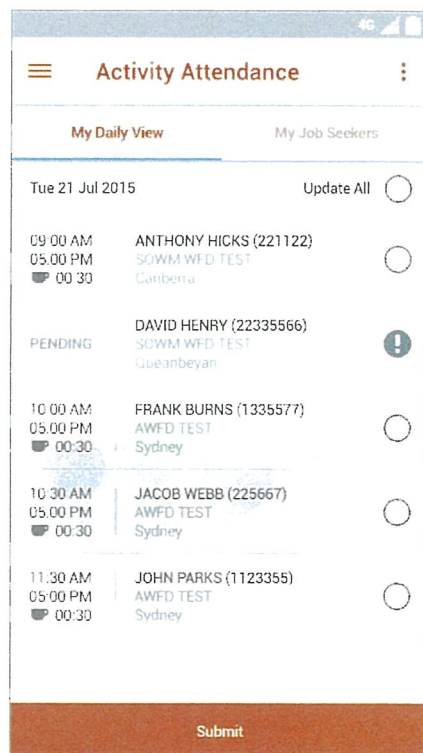 4G
Activity Attendance
My Daily View
My Job Seekers
Tue 21 Jul 2015
Update All
09:00 AM ANTHONY HICKS (221122)
05.00 PM SOWM WFD TEST
00:30 Canberra
DAVID HENRY (22335566)
PENDING SOWM WFD TEST
Queanbeyan
10:00 AM FRANK BURNS (1335577)
05:00 PM AWFD TEST
00:30 Sydney
10:30 AM JACOB WEBB (225667)
05.00 PM AWFD TEST
00:30 Sydney
11:30 AM JOHN PARKS (1123355)
05:00 PM AWFD TEST
00:30 Sydney
Submit